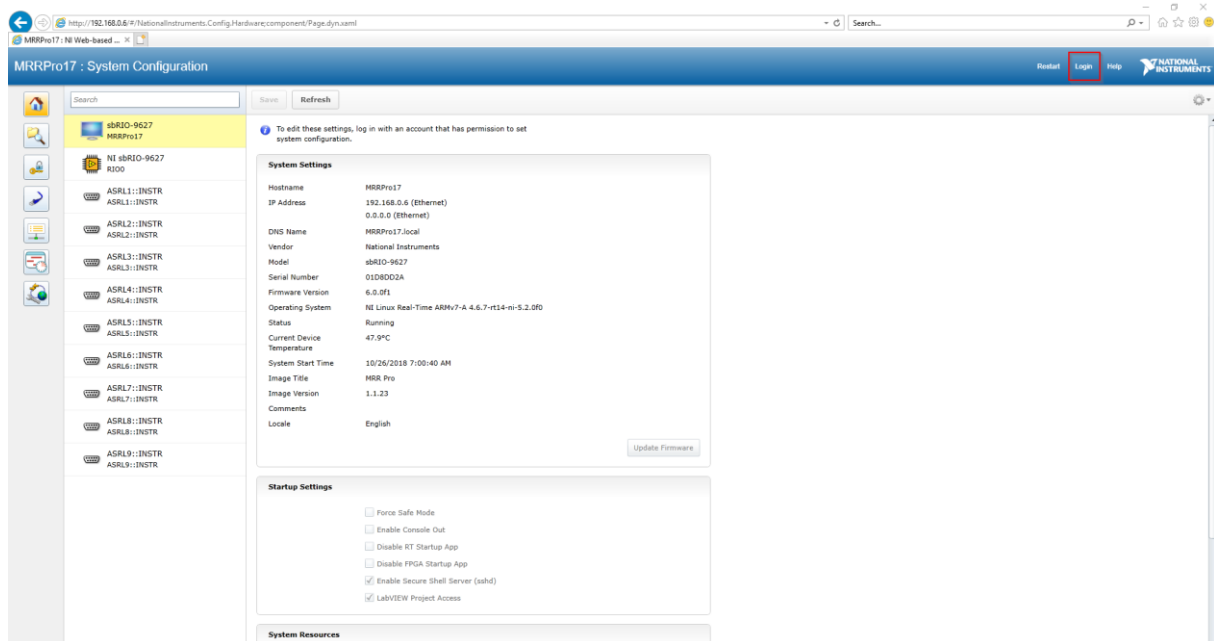 http://192.168.0.6/#/NationalInstruments.Config.Hardware;component/Page.dyn.xaml
Search...
MRRPro17 : NI Web-based ...
MRRPro17 : System Configuration
Restart
Login
Help
NATIONAL
INSTRUMENTS
Search
Save
Refresh
sbRIO-9627
MRRPro17
NI sbRIO-9627
RIO0
ASRL1::INSTR
ASRL1::INSTR
ASRL2::INSTR
ASRL2::INSTR
ASRL3::INSTR
ASRL3::INSTR
ASRL4::INSTR
ASRL4::INSTR
ASRL5::INSTR
ASRL5::INSTR
ASRL6::INSTR
ASRL6::INSTR
ASRL7::INSTR
ASRL7::INSTR
ASRL8::INSTR
ASRL8::INSTR
ASRL9::INSTR
ASRL9::INSTR
To edit these settings, log in with an account that has permission to set
system configuration.
System Settings
Hostname MRRPro17
IP Address 192.168.0.6 (Ethernet)
0.0.0.0 (Ethernet)
DNS Name MRRPro17.local
Vendor National Instruments
Model sbRIO-9627
Serial Number 01D8DD2A
Firmware Version 6.0.0f1
Operating System NI Linux Real-Time ARMv7-A 4.6.7-rt14-ni-5.2.0f0
Status Running
Current Device 47.9°C
Temperature
System Start Time 10/26/2018 7:00:40 AM
Image Title MRR Pro
Image Version 1.1.23
Comments
Locale English
Update Firmware
Startup Settings
Force Safe Mode
Enable Console Out
Disable RT Startup App
Disable FPGA Startup App
Enable Secure Shell Server (sshd)
LabVIEW Project Access
System Resources